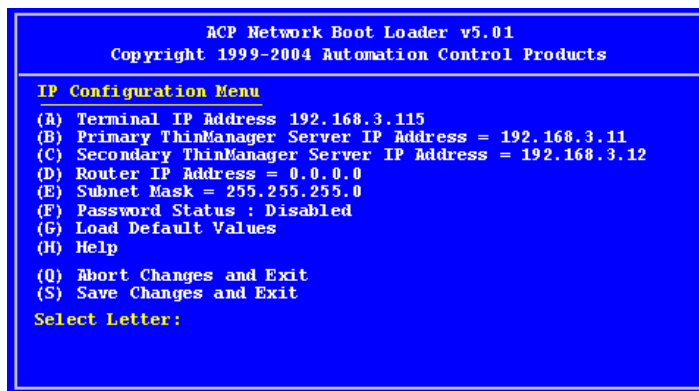 ACP Network Boot Loader v5.01
Copyright 1999-2004 Automation Control Products
IP Configuration Menu
(A) Terminal IP Address 192.168.3.115
(B) Primary ThinManager Server IP Address = 192.168.3.11
(C) Secondary ThinManager Server IP Address = 192.168.3.12
(D) Router IP Address = 0.0.0.0
(E) Subnet Mask = 255.255.255.0
(F) Password Status : Disabled
(G) Load Default Values
(H) Help
(Q) Abort Changes and Exit
(S) Save Changes and Exit
Select Letter: